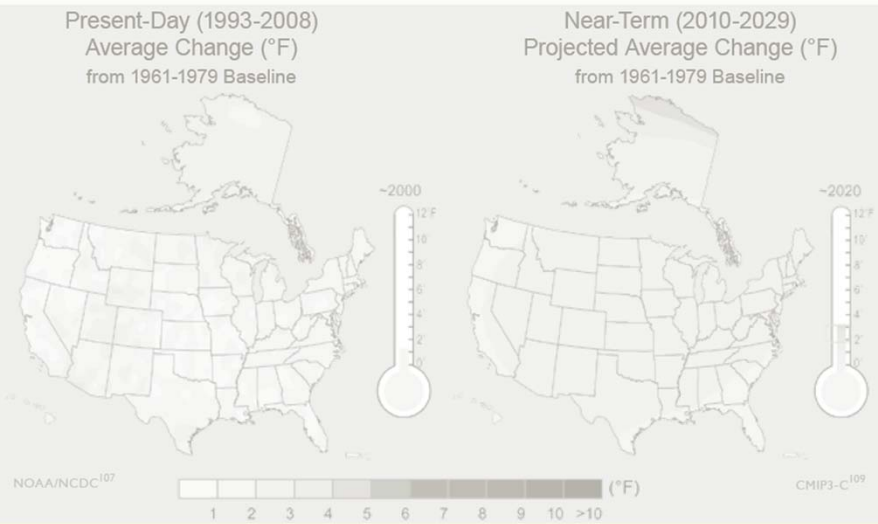 Present-Day (1993-2008)
Average Change (°F)
from 1961-1979 Baseline
Near-Term (2010-2029)
Projected Average Change (°F)
from 1961-1979 Baseline
~2000
12°F
10°
8°
6°
4°
2°
0°
~2020
12°F
10°
8°
6°
4°
2°
0°
NOAA/NCDC107
CMIP3-C109
(°F)
1 2 3 4 5 6 7 8 9 10 >10